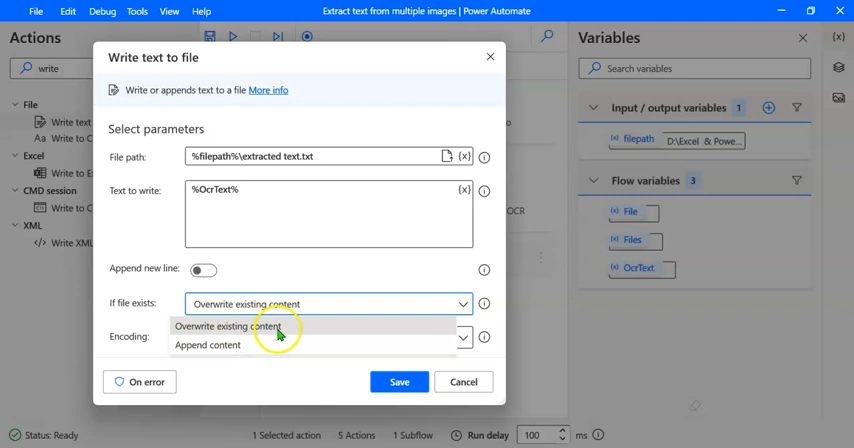 File Edit Debug Tools View Help Extract text from multiple images | Power Automate
Actions
write
File
Write text
Write to C
Excel
Write to E
CMD session
Write to C
XML
Write XML
OCR
Write text to file
Write or appends text to a file More info
Select parameters
File path: %filepath%\extracted text.txt {x}
Text to write: %OcrText% {x}
Append new line:
If file exists: Overwrite existing content
Overwrite existing content
Append content
Encoding:
On error Save Cancel
Variables {x}
Search variables
Input / output variables 1
{x} filepath D:\Excel & Powe...
Flow variables 3
{x} File
{x} Files
{x} OcrText
Status: Ready 1 Selected action 5 Actions 1 Subflow Run delay 100 ms